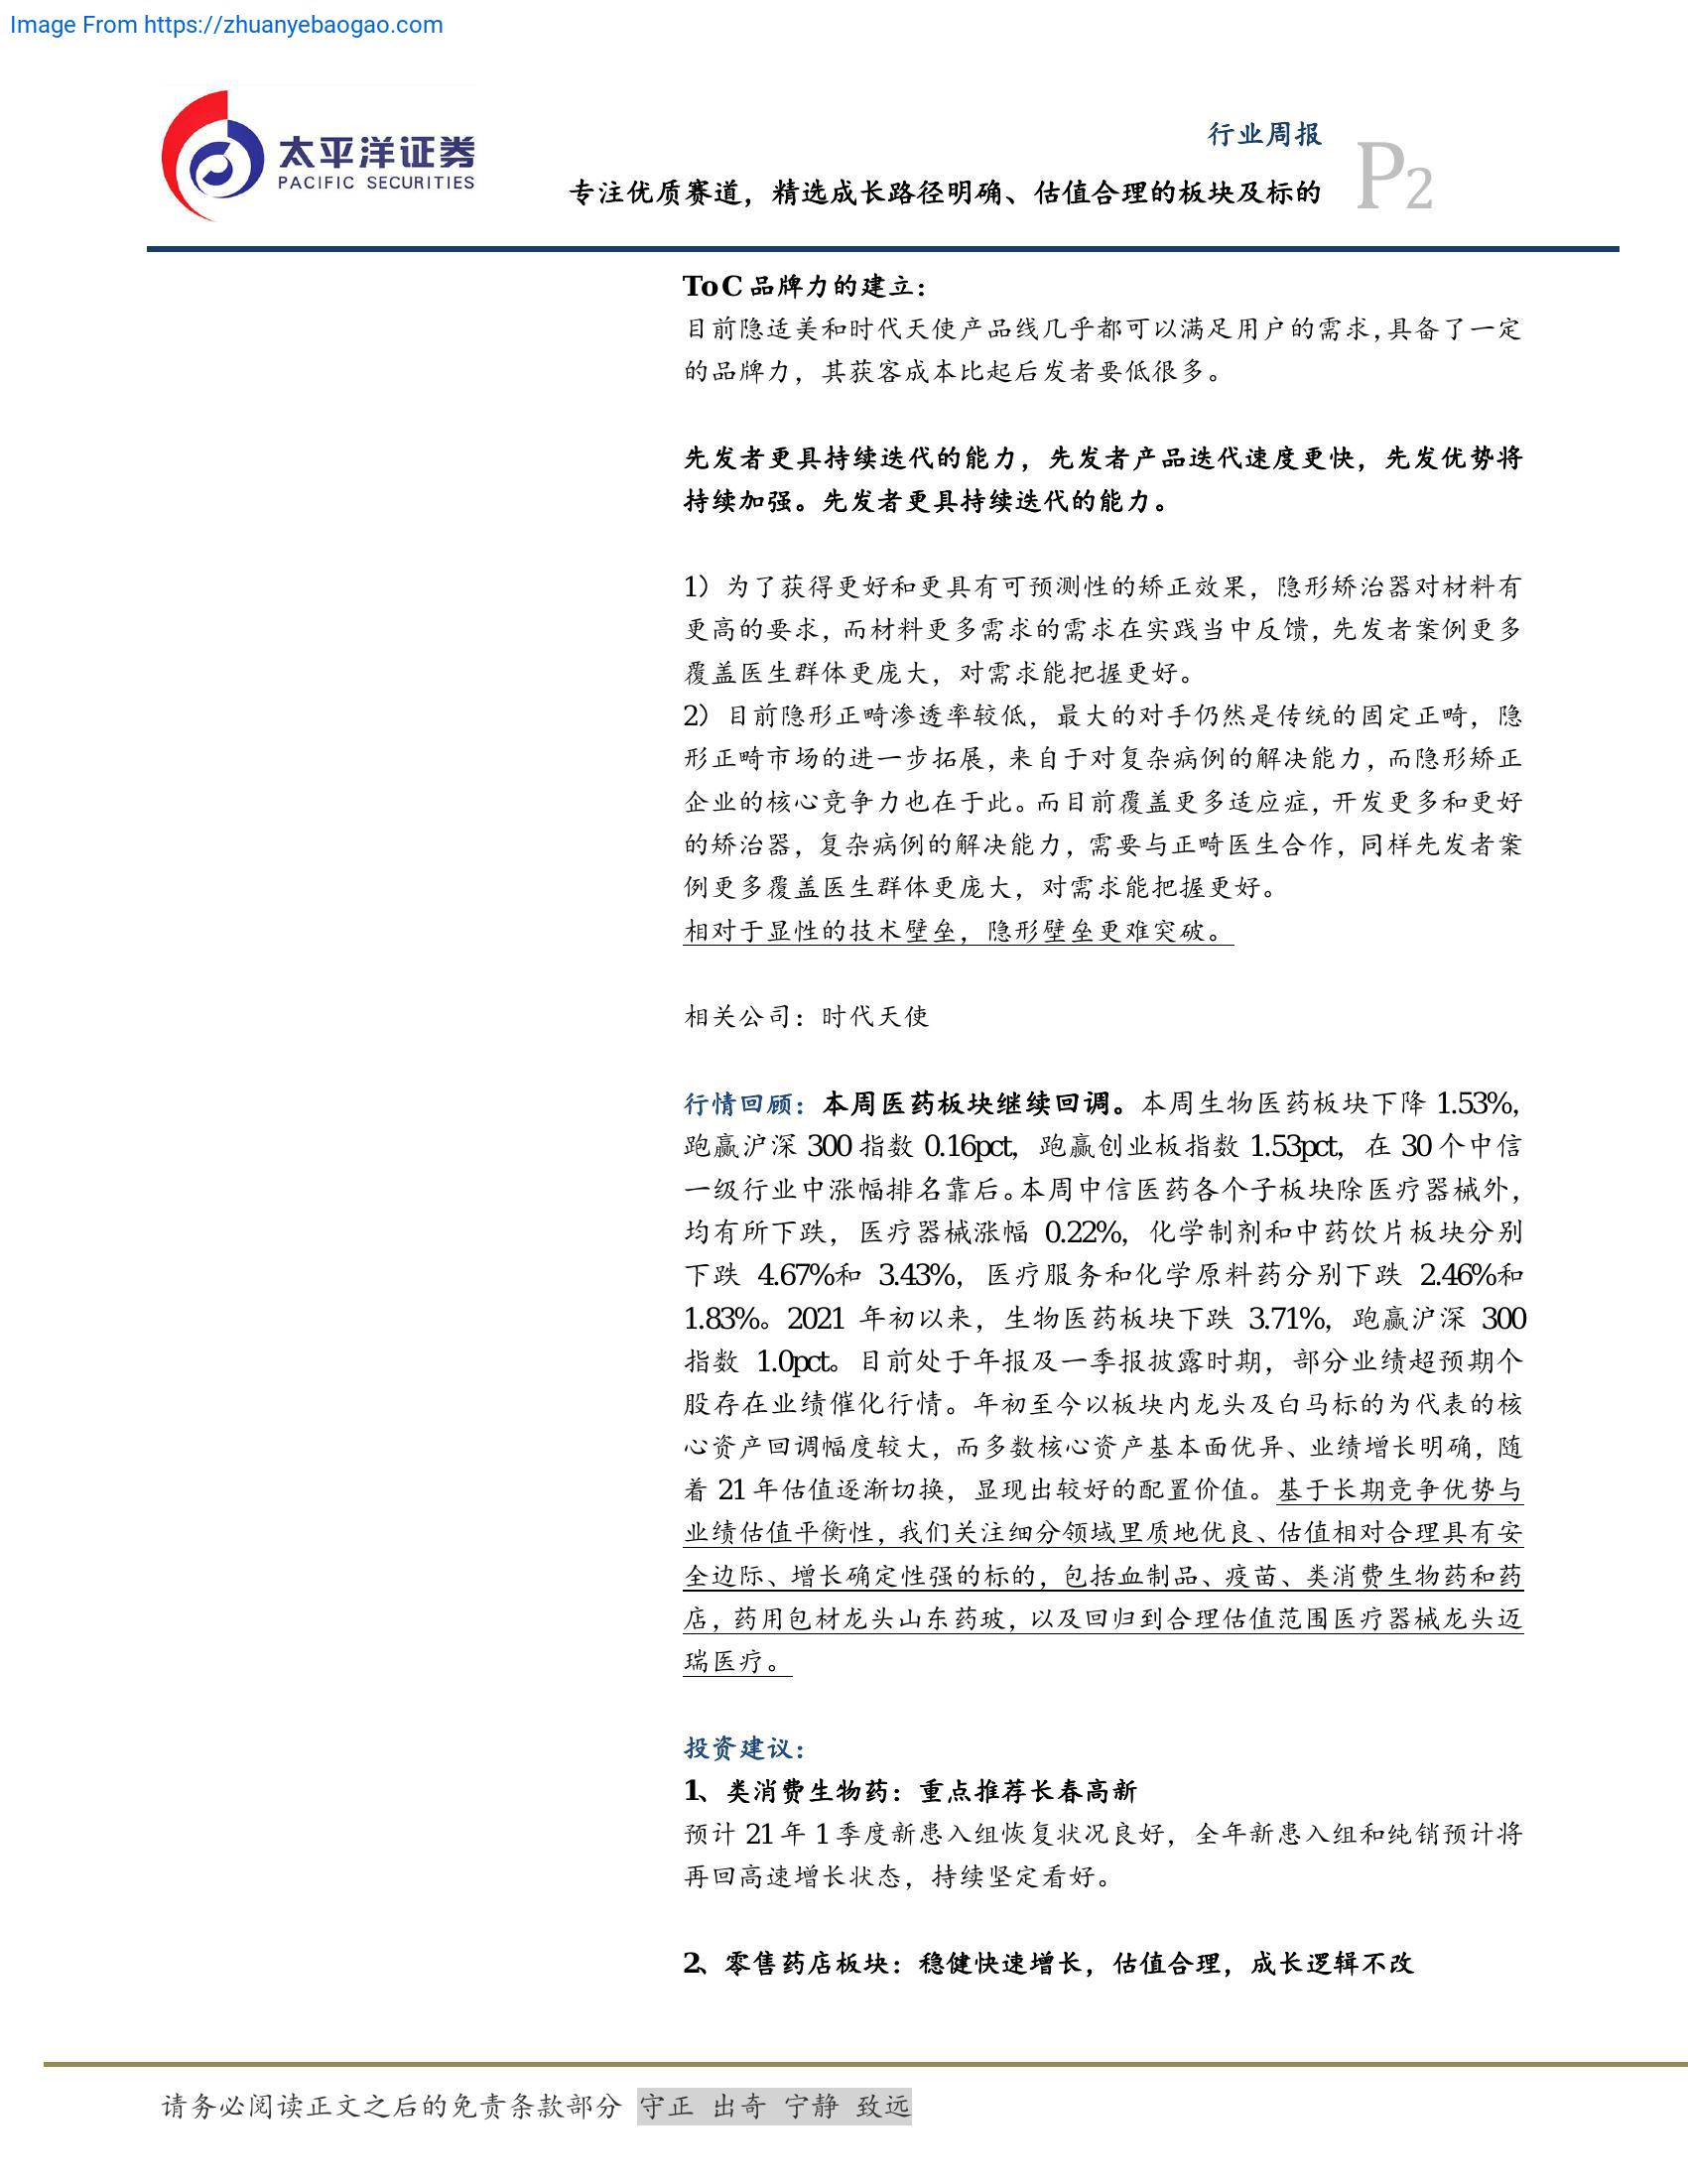 Image From https://zhuanyebaogao.com
太平洋证券
PACIFIC SECURITIES
行业周报
专注优质赛道，精选成长路径明确、估值合理的板块及标的
P2
ToC 品牌力的建立：
目前隐适美和时代天使产品线几乎都可以满足用户的需求，具备了一定
的品牌力，其获客成本比起后发者要低很多。
先发者更具持续迭代的能力，先发者产品迭代速度更快，先发优势将
持续加强。先发者更具持续迭代的能力。
1）为了获得更好和更具有可预测性的矫正效果，隐形矫治器对材料有
更高的要求，而材料更多需求的需求在实践当中反馈，先发者案例更多
覆盖医生群体更庞大，对需求能把握更好。
2）目前隐形正畸渗透率较低，最大的对手仍然是传统的固定正畸，隐
形正畸市场的进一步拓展，来自于对复杂病例的解决能力，而隐形矫正
企业的核心竞争力也在于此。而目前覆盖更多适应症，开发更多和更好
的矫治器，复杂病例的解决能力，需要与正畸医生合作，同样先发者案
例更多覆盖医生群体更庞大，对需求能把握更好。
相对于显性的技术壁垒，隐形壁垒更难突破。
相关公司：时代天使
行情回顾：本周医药板块继续回调。本周生物医药板块下降 1.53%，
跑赢沪深 300 指数 0.16pct，跑赢创业板指数 1.53pct，在 30 个中信
一级行业中涨幅排名靠后。本周中信医药各个子板块除医疗器械外，
均有所下跌，医疗器械涨幅 0.22%，化学制剂和中药饮片板块分别
下跌 4.67%和 3.43%，医疗服务和化学原料药分别下跌 2.46%和
1.83%。2021 年初以来，生物医药板块下跌 3.71%，跑赢沪深 300
指数 1.0pct。目前处于年报及一季报披露时期，部分业绩超预期个
股存在业绩催化行情。年初至今以板块内龙头及白马标的为代表的核
心资产回调幅度较大，而多数核心资产基本面优异、业绩增长明确，随
着 21 年估值逐渐切换，显现出较好的配置价值。基于长期竞争优势与
业绩估值平衡性，我们关注细分领域里质地优良、估值相对合理具有安
全边际、增长确定性强的标的，包括血制品、疫苗、类消费生物药和药
店，药用包材龙头山东药玻，以及回归到合理估值范围医疗器械龙头迈
瑞医疗。
投资建议：
1、类消费生物药：重点推荐长春高新
预计 21 年 1 季度新患入组恢复状况良好，全年新患入组和纯销预计将
再回高速增长状态，持续坚定看好。
2、零售药店板块：稳健快速增长，估值合理，成长逻辑不改
请务必阅读正文之后的免责条款部分 守正 出奇 宁静 致远